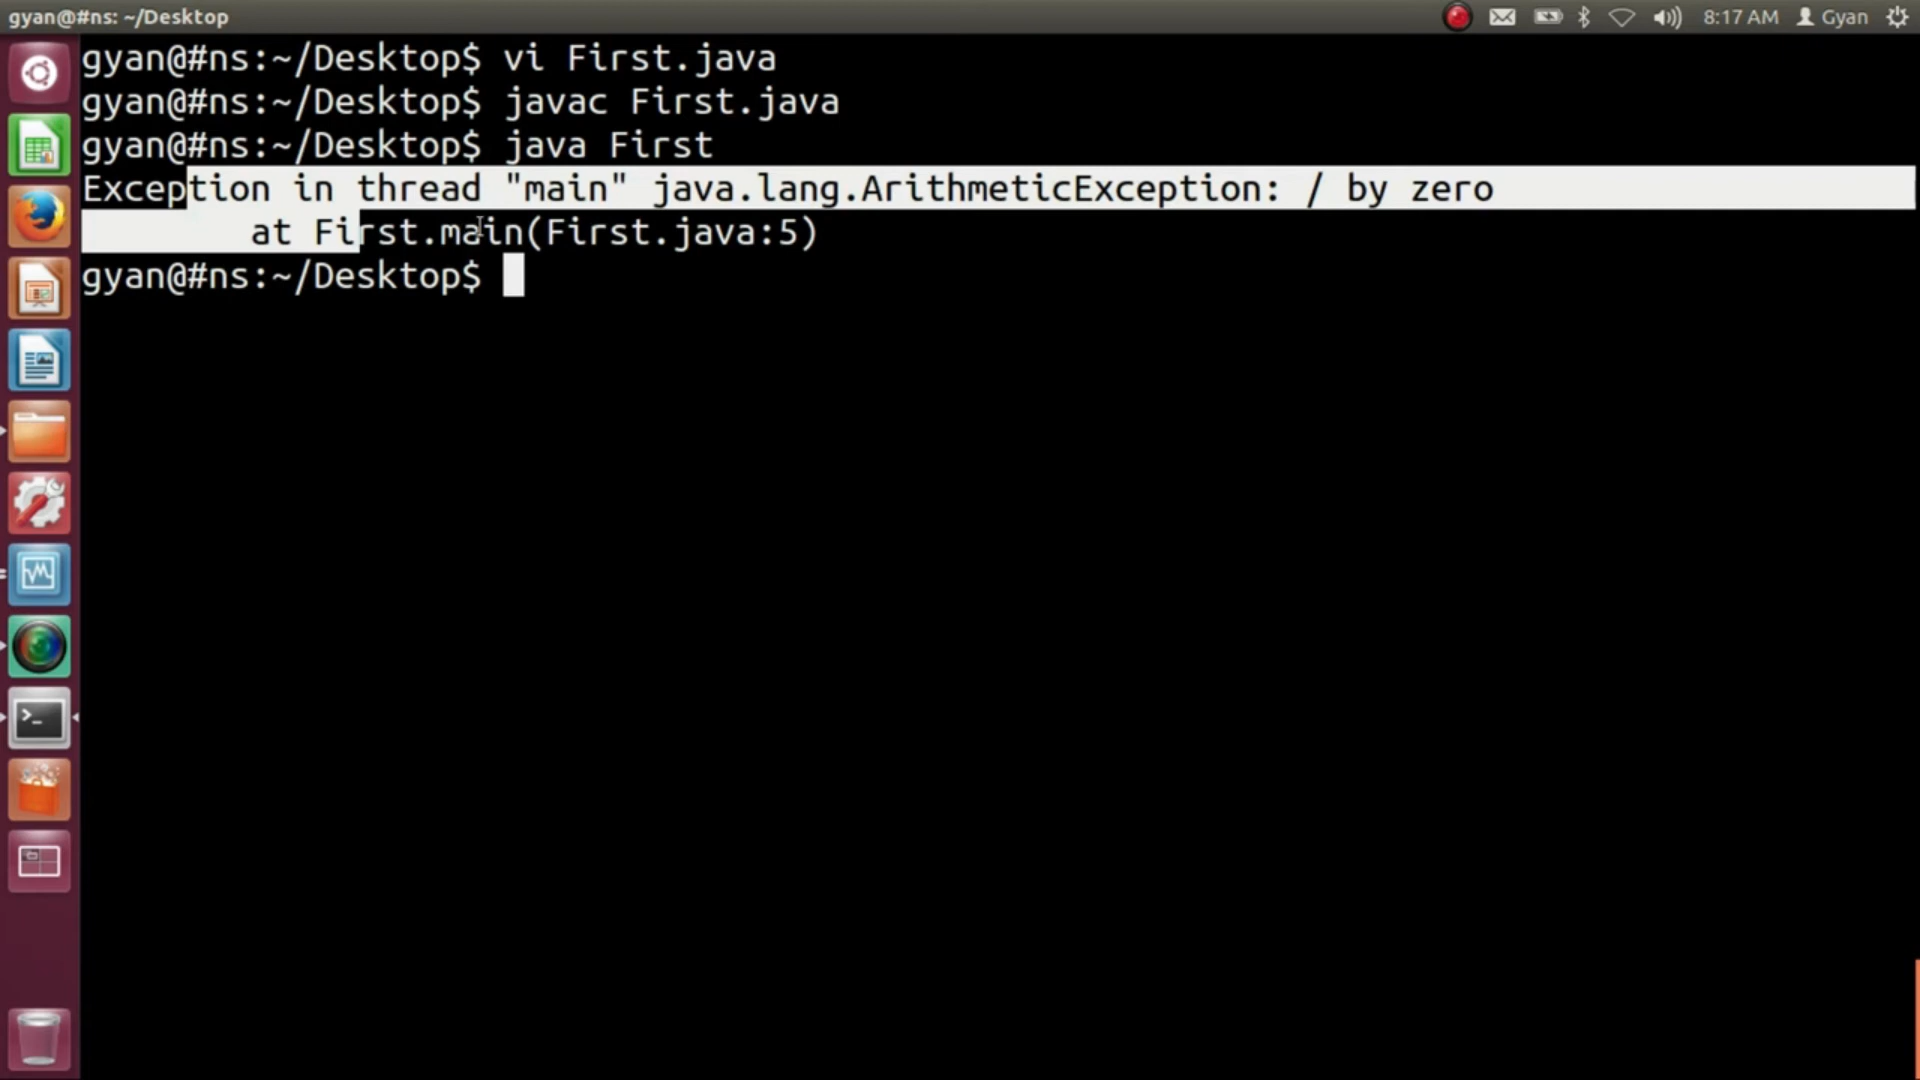 gyan@#ns: ~/Desktop
8:17 AM
Gyan
gyan@#ns:~/Desktop$ vi First.java
gyan@#ns:~/Desktop$ javac First.java
gyan@#ns:~/Desktop$ java First
Exception in thread "main" java.lang.ArithmeticException: / by zero
at First.main(First.java:5)
gyan@#ns:~/Desktop$